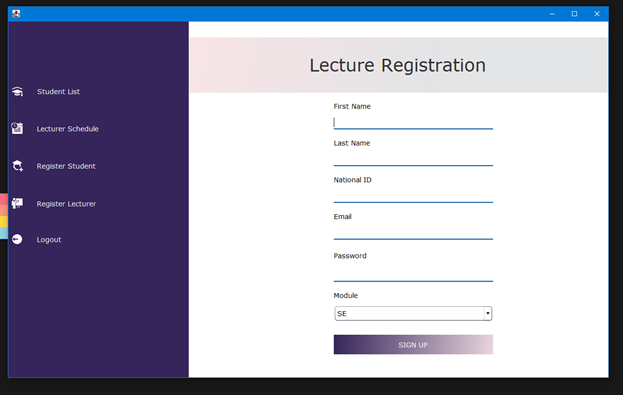 Lecture Registration
Student List
Lecturer Schedule
Register Student
Register Lecturer
Logout
First Name
Last Name
National ID
Email
Password
Module
SE
SIGN UP